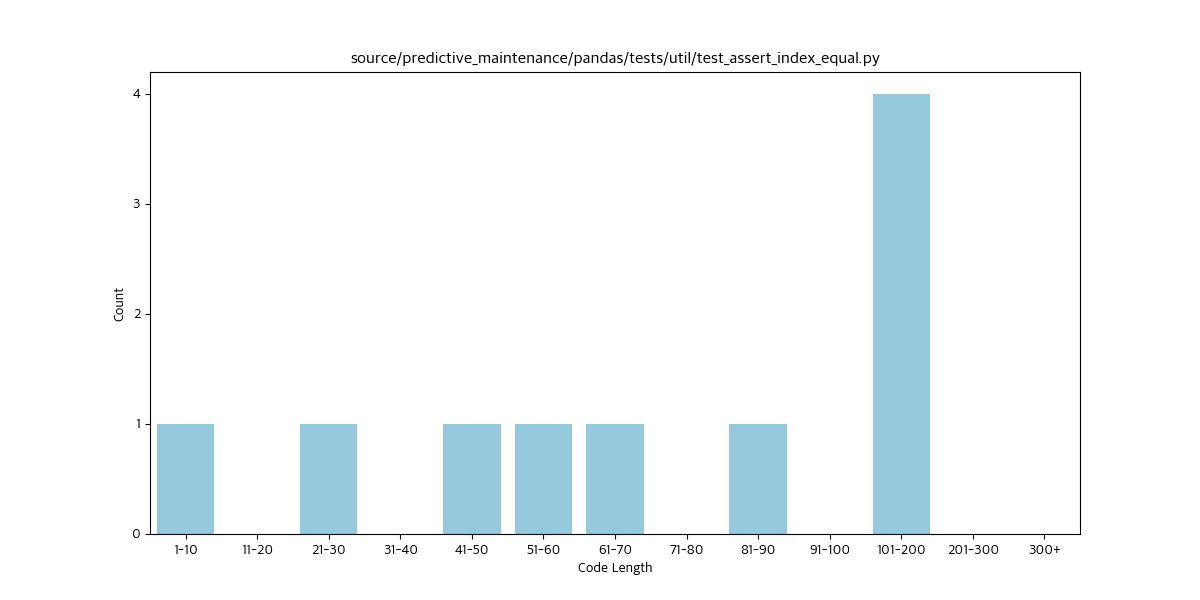 source/predictive_maintenance/pandas/tests/util/test_assert_index_equal.py
4
3
2
1
0
Count
1-10 11-20 21-30 31-40 41-50 51-60 61-70 71-80 81-90 91-100 101-200 201-300 300+
Code Length